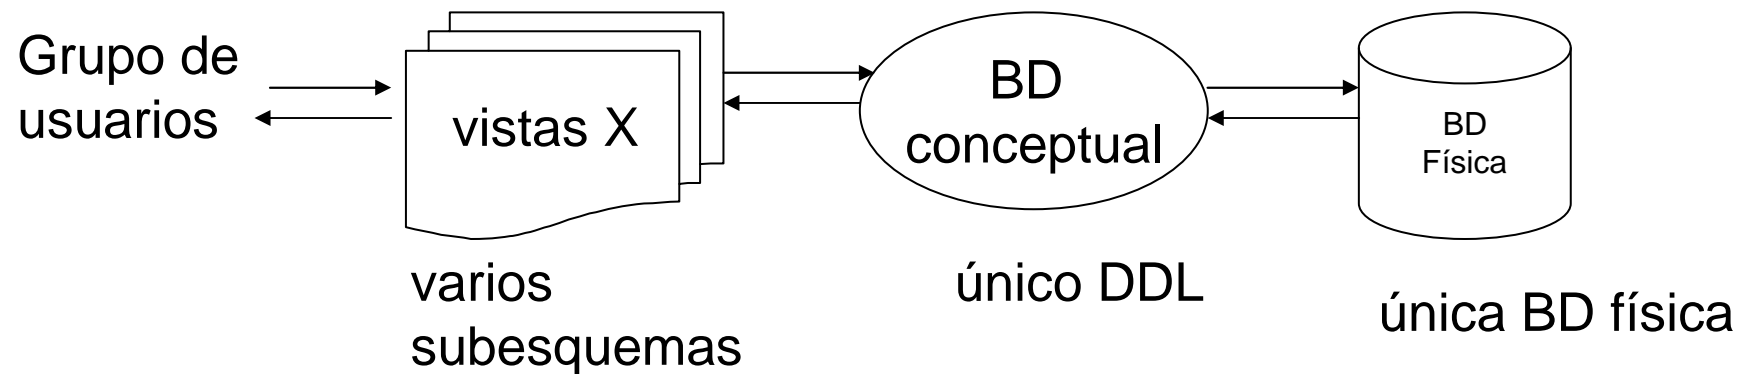 Grupo de
usuarios
vistas X
BD
conceptual
BD
Física
varios
subesquemas
único DDL
única BD física